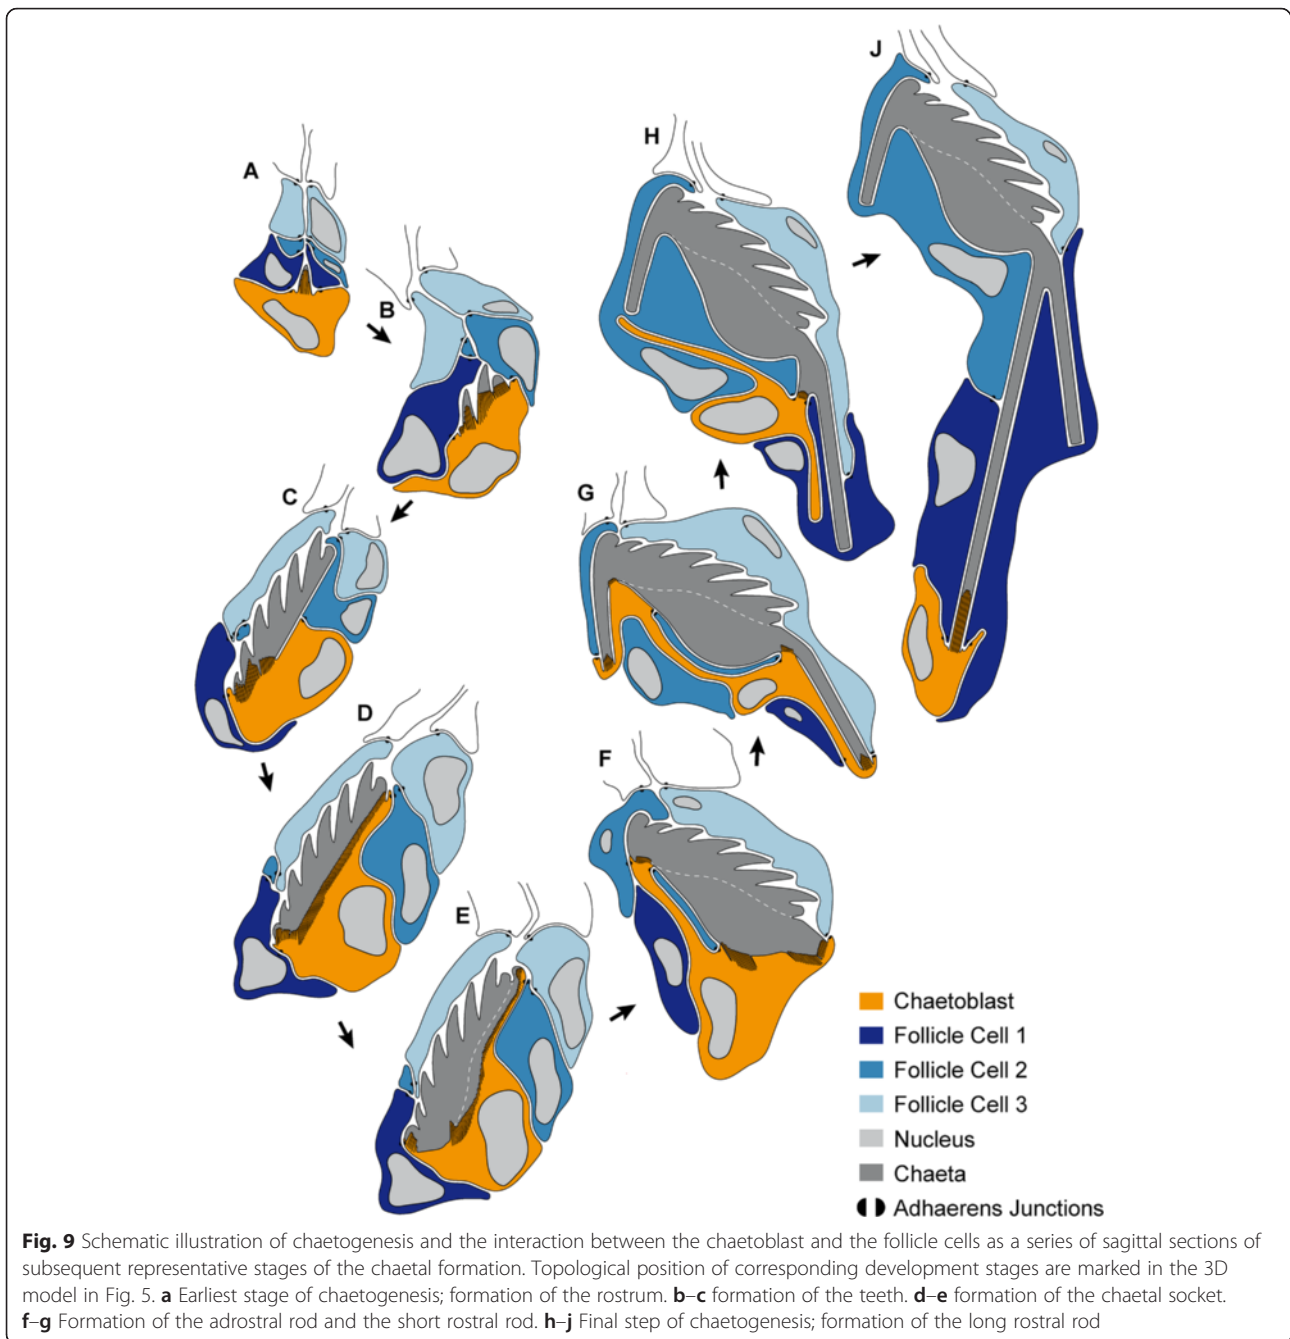 A
B
C
D
E
F
G
H
J
Chaetoblast
Follicle Cell 1
Follicle Cell 2
Follicle Cell 3
Nucleus
Chaeta
Adhaerens Junctions
Fig. 9 Schematic illustration of chaetogenesis and the interaction between the chaetoblast and the follicle cells as a series of sagittal sections of
subsequent representative stages of the chaetal formation. Topological position of corresponding development stages are marked in the 3D
model in Fig. 5. a Earliest stage of chaetogenesis; formation of the rostrum. b–c formation of the teeth. d–e formation of the chaetal socket.
f–g Formation of the adrostral rod and the short rostral rod. h–j Final step of chaetogenesis; formation of the long rostral rod